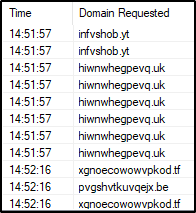 Time Domain Requested
14:51:57 infvshob.yt
14:51:57 infvshob.yt
14:51:57 hiwnwhegpevq.uk
14:51:57 hiwnwhegpevq.uk
14:51:57 hiwnwhegpevq.uk
14:51:57 hiwnwhegpevq.uk
14:51:57 hiwnwhegpevq.uk
14:51:57 hiwnwhegpevq.uk
14:52:16 xgnoecowowvpkod.tf
14:52:16 pvgshvtkuvqejx.be
14:52:16 xgnoecowowvpkod.tf